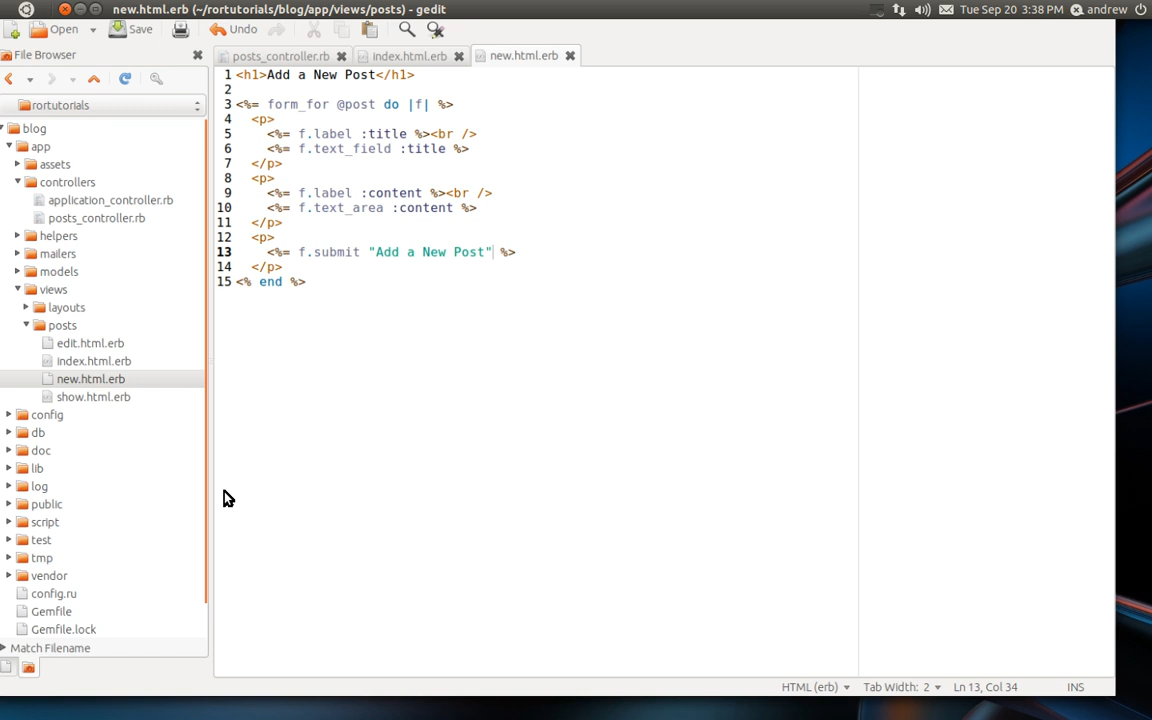 new.html.erb (~/rortutorials/blog/app/views/posts) - gedit
Tue Sep 20 3:38 PM andrew
Open Save Undo
File Browser
posts_controller.rb index.html.erb new.html.erb
rortutorials
blog
app
assets
controllers
application_controller.rb
posts_controller.rb
helpers
mailers
models
views
layouts
posts
edit.html.erb
index.html.erb
new.html.erb
show.html.erb
config
db
doc
lib
log
public
script
test
tmp
vendor
config.ru
Gemfile
Gemfile.lock
Match Filename
1 <h1>Add a New Post</h1>
2
3 <%= form_for @post do |f| %>
4 <p>
5 <%= f.label :title %><br />
6 <%= f.text_field :title %>
7 </p>
8 <p>
9 <%= f.label :content %><br />
10 <%= f.text_area :content %>
11 </p>
12 <p>
13 <%= f.submit "Add a New Post" %>
14 </p>
15 <% end %>
HTML (erb) Tab Width: 2 Ln 13, Col 34 INS